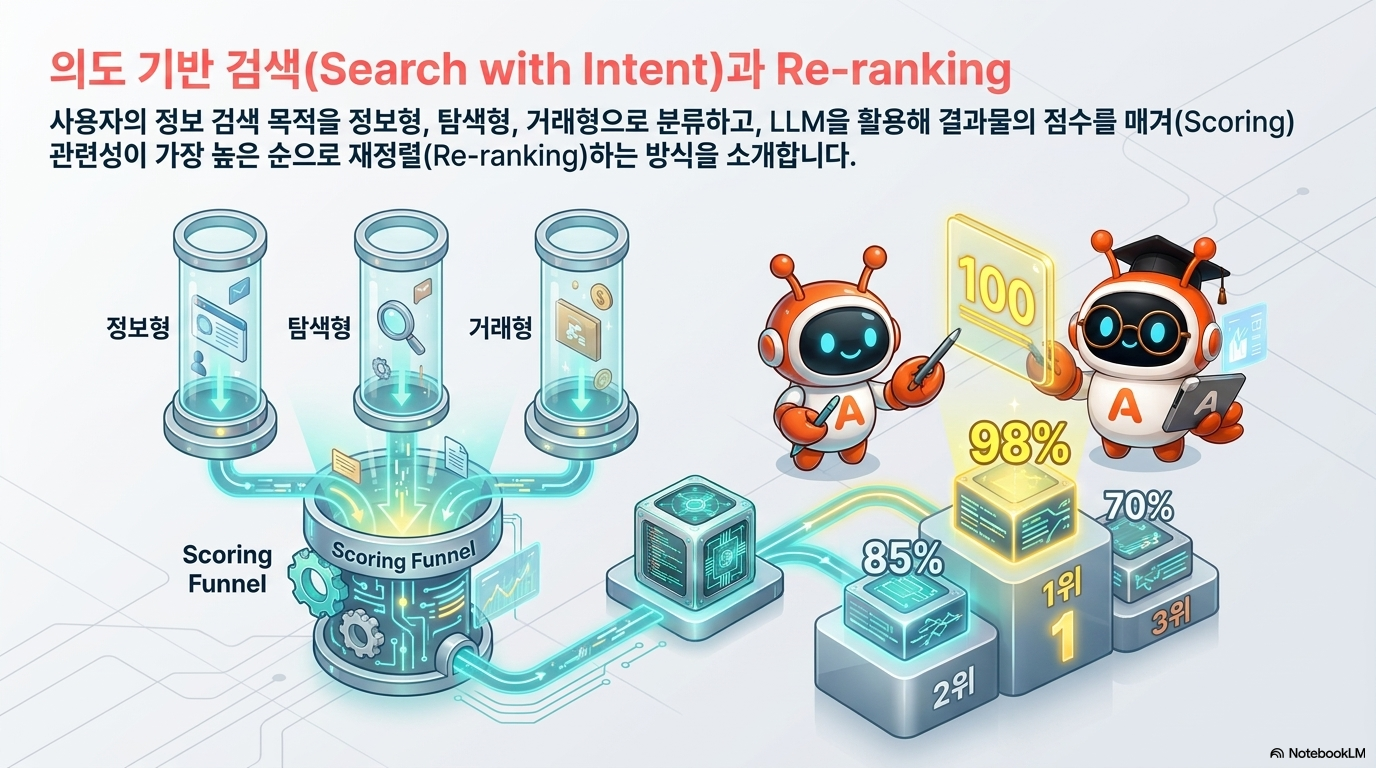 의도 기반 검색(Search with Intent)과 Re-ranking
사용자의 정보 검색 목적을 정보형, 탐색형, 거래형으로 분류하고, LLM을 활용해 결과물의 점수를 매겨(Scoring)
관련성이 가장 높은 순으로 재정렬(Re-ranking)하는 방식을 소개합니다.
정보형
탐색형
거래형
100
A
A
A
Scoring
Funnel
Scoring Funnel
98%
85%
70%
1위
1
2위
3위
NotebookLM